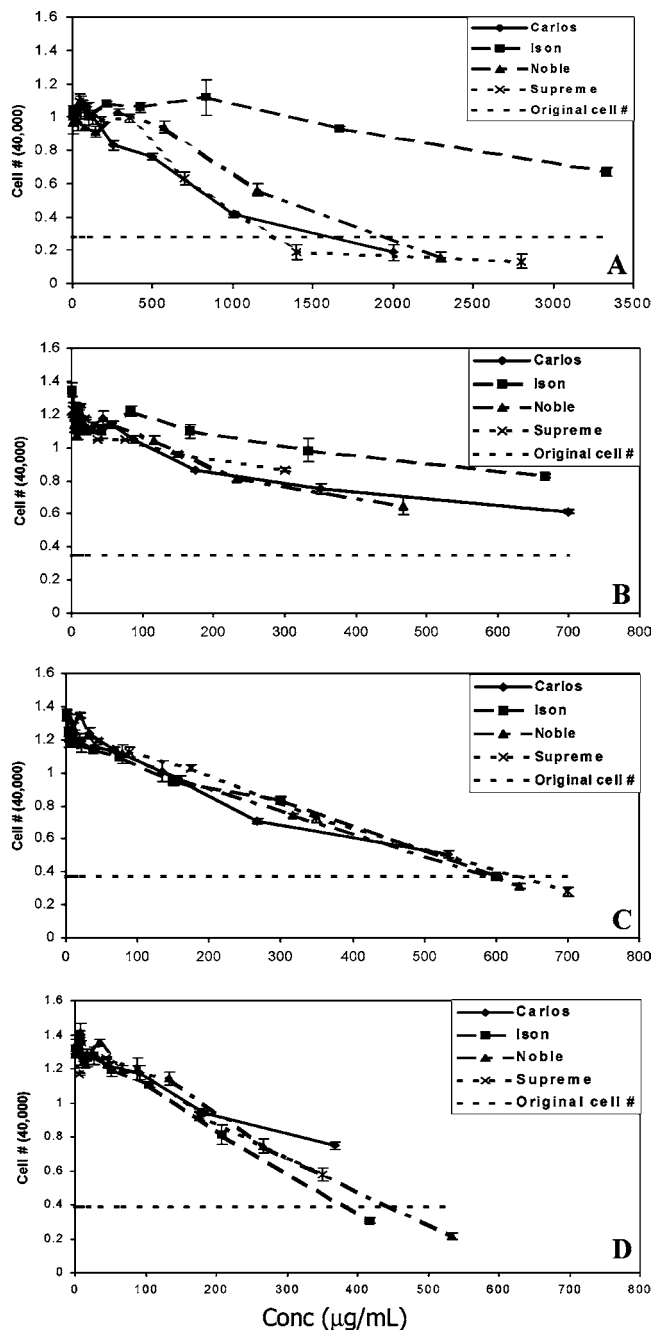 1.6
1.4
1.2
1
0.8
0.6
0.4
0.2
0
Cell # (40,000)
Carlos
Ison
Noble
Supreme
Original cell #
A
0 500 1000 1500 2000 2500 3000 3500
1.6
1.4
1.2
1
0.8
0.6
0.4
0.2
0
Cell # (40,000)
Carlos
Ison
Noble
Supreme
Original cell #
B
0 100 200 300 400 500 600 700 800
1.6
1.4
1.2
1
0.8
0.6
0.4
0.2
0
Cell # (40,000)
Carlos
Ison
Noble
Supreme
Original cell #
C
0 100 200 300 400 500 600 700 800
1.6
1.4
1.2
1
0.8
0.6
0.4
0.2
0
Cell # (40,000)
Carlos
Ison
Noble
Supreme
Original cell #
D
0 100 200 300 400 500 600 700 800
Conc (μg/mL)